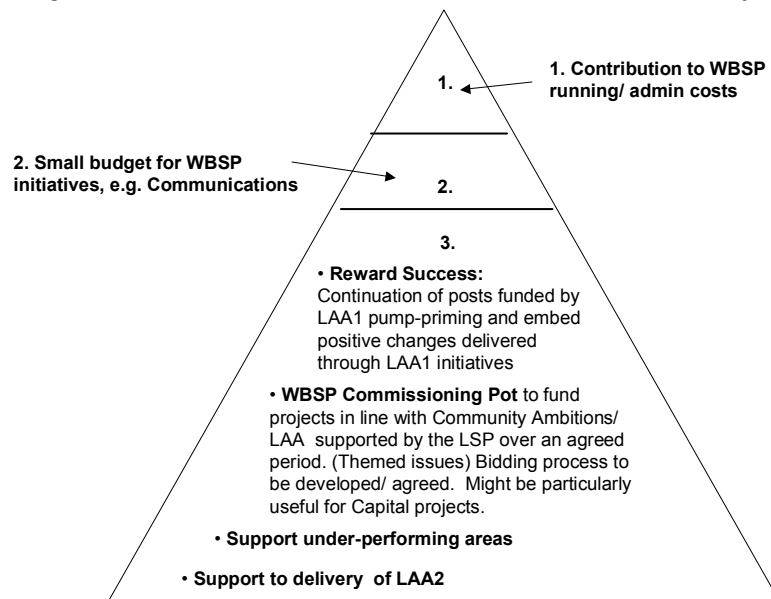 1.
1. Contribution to WBSP
running/ admin costs
2. Small budget for WBSP
initiatives, e.g. Communications
2.
3.
• Reward Success:
Continuation of posts funded by
LAA1 pump-priming and embed
positive changes delivered
through LAA1 initiatives
• WBSP Commissioning Pot to fund
projects in line with Community Ambitions/
LAA supported by the LSP over an agreed
period. (Themed issues) Bidding process to
be developed/ agreed. Might be particularly
useful for Capital projects.
• Support under-performing areas
• Support to delivery of LAA2